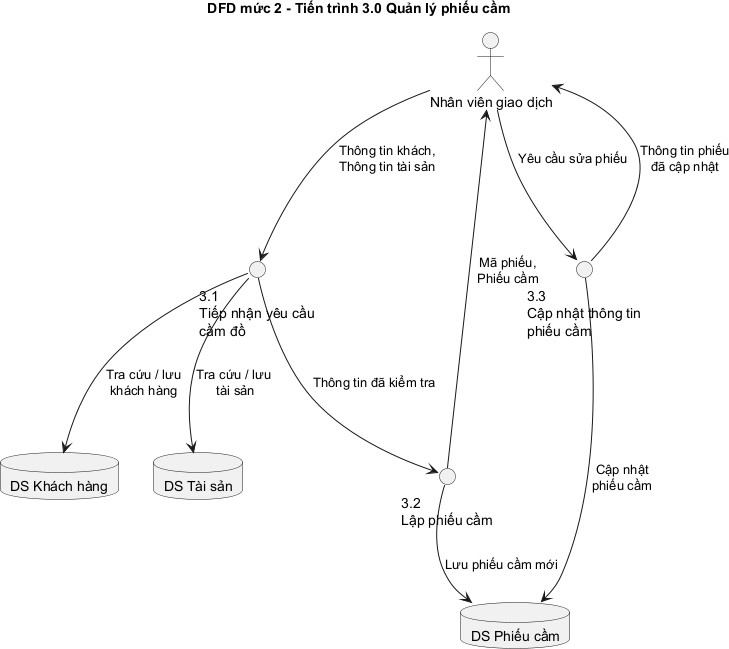 DFD mức 2 - Tiến trình 3.0 Quản lý phiếu cầm
Nhân viên giao dịch
Thông tin khách,
Thông tin tài sản
Yêu cầu sửa phiếu
Thông tin phiếu
đã cập nhật
Mã phiếu,
Phiếu cầm
3.1
Tiếp nhận yêu cầu
cầm đồ
3.3
Cập nhật thông tin
phiếu cầm
Tra cứu / lưu
khách hàng
Tra cứu / lưu
tài sản
Thông tin đã kiểm tra
DS Khách hàng
DS Tài sản
Cập nhật
phiếu cầm
3.2
Lập phiếu cầm
Lưu phiếu cầm mới
DS Phiếu cầm